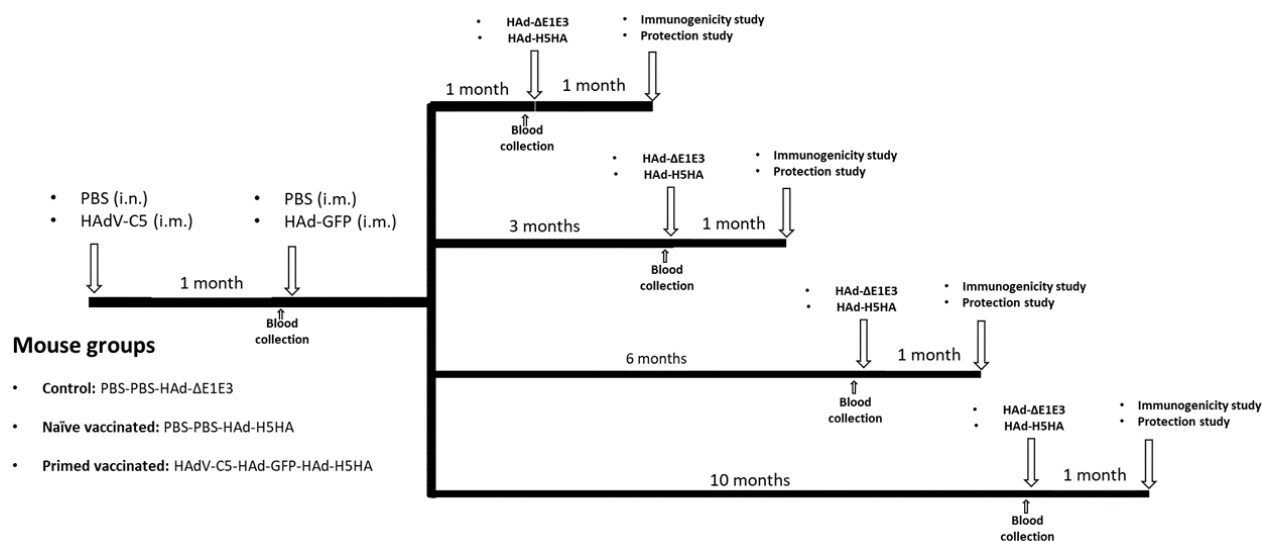 • HAd-ΔE1E3
• HAd-H5HA
• Immunogenicity study
• Protection study
1 month
1 month
Blood
collection
• HAd-ΔE1E3
• HAd-H5HA
• Immunogenicity study
• Protection study
• PBS (i.n.)
• HAdV-C5 (i.m.)
• PBS (i.m.)
• HAd-GFP (i.m.)
3 months
1 month
Blood
collection
1 month
Blood
collection
• HAd-ΔE1E3
• HAd-H5HA
• Immunogenicity study
• Protection study
6 months
1 month
Blood
collection
Mouse groups
• Control: PBS-PBS-HAd-ΔE1E3
• Naïve vaccinated: PBS-PBS-HAd-H5HA
• Primed vaccinated: HAdV-C5-HAd-GFP-HAd-H5HA
• HAd-ΔE1E3
• HAd-H5HA
• Immunogenicity study
• Protection study
10 months
1 month
Blood
collection